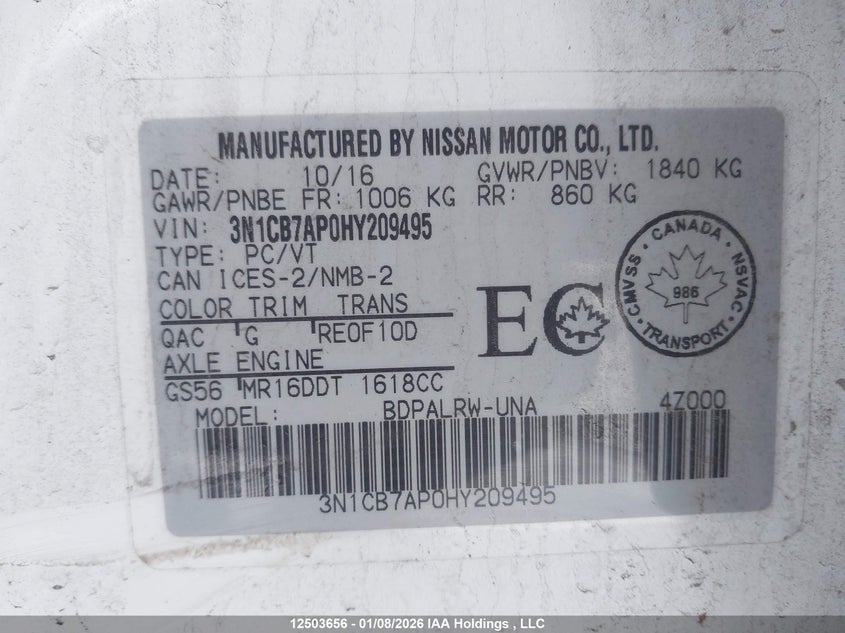 MANUFACTURED BY NISSAN MOTOR CO., LTD.
DATE: 10/16 GVWR/PNBV: 1840 KG
GAWR/PNBE FR: 1006 KG RR: 860 KG
VIN: 3N1CB7AP0HY209495
TYPE: PC/VT
CAN ICES-2/NMB-2
COLOR TRIM TRANS
QAC G RE0F10D
AXLE ENGINE
GS56 MR16DDT 1618CC
MODEL: BDPALRW-UNA 4Z000
3N1CB7AP0HY209495
EC
CANADA
CMVSS NSVAC
986
TRANSPORT
12503656 - 01/08/2026 IAA Holdings , LLC